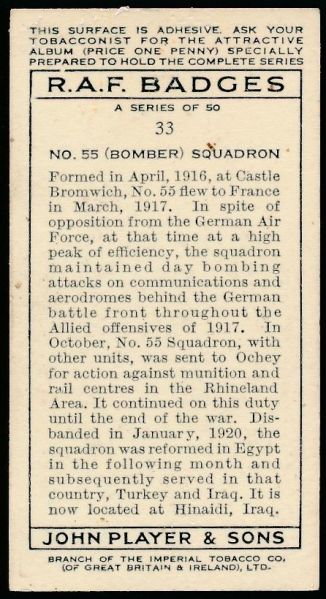 THIS SURFACE IS ADHESIVE. ASK YOUR
TOBACCONIST FOR THE ATTRACTIVE
ALBUM (PRICE ONE PENNY) SPECIALLY
PREPARED TO HOLD THE COMPLETE SERIES
R.A.F. BADGES
A SERIES OF 50
33
NO. 55 (BOMBER) SQUADRON
Formed in April, 1916, at Castle
Bromwich, No. 55 flew to France
in March, 1917. In spite of
opposition from the German Air
Force, at that time at a high
peak of efficiency, the squadron
maintained day bombing
attacks on communications and
aerodromes behind the German
battle front throughout the
Allied offensives of 1917. In
October, No. 55 Squadron, with
other units, was sent to Ochey
for action against munition and
rail centres in the Rhineland
Area. It continued on this duty
until the end of the war. Dis-
banded in January, 1920, the
squadron was reformed in Egypt
in the following month and
subsequently served in that
country, Turkey and Iraq. It is
now located at Hinaidi, Iraq.
JOHN PLAYER & SONS
BRANCH OF THE IMPERIAL TOBACCO CO.
(OF GREAT BRITAIN & IRELAND), LTD.